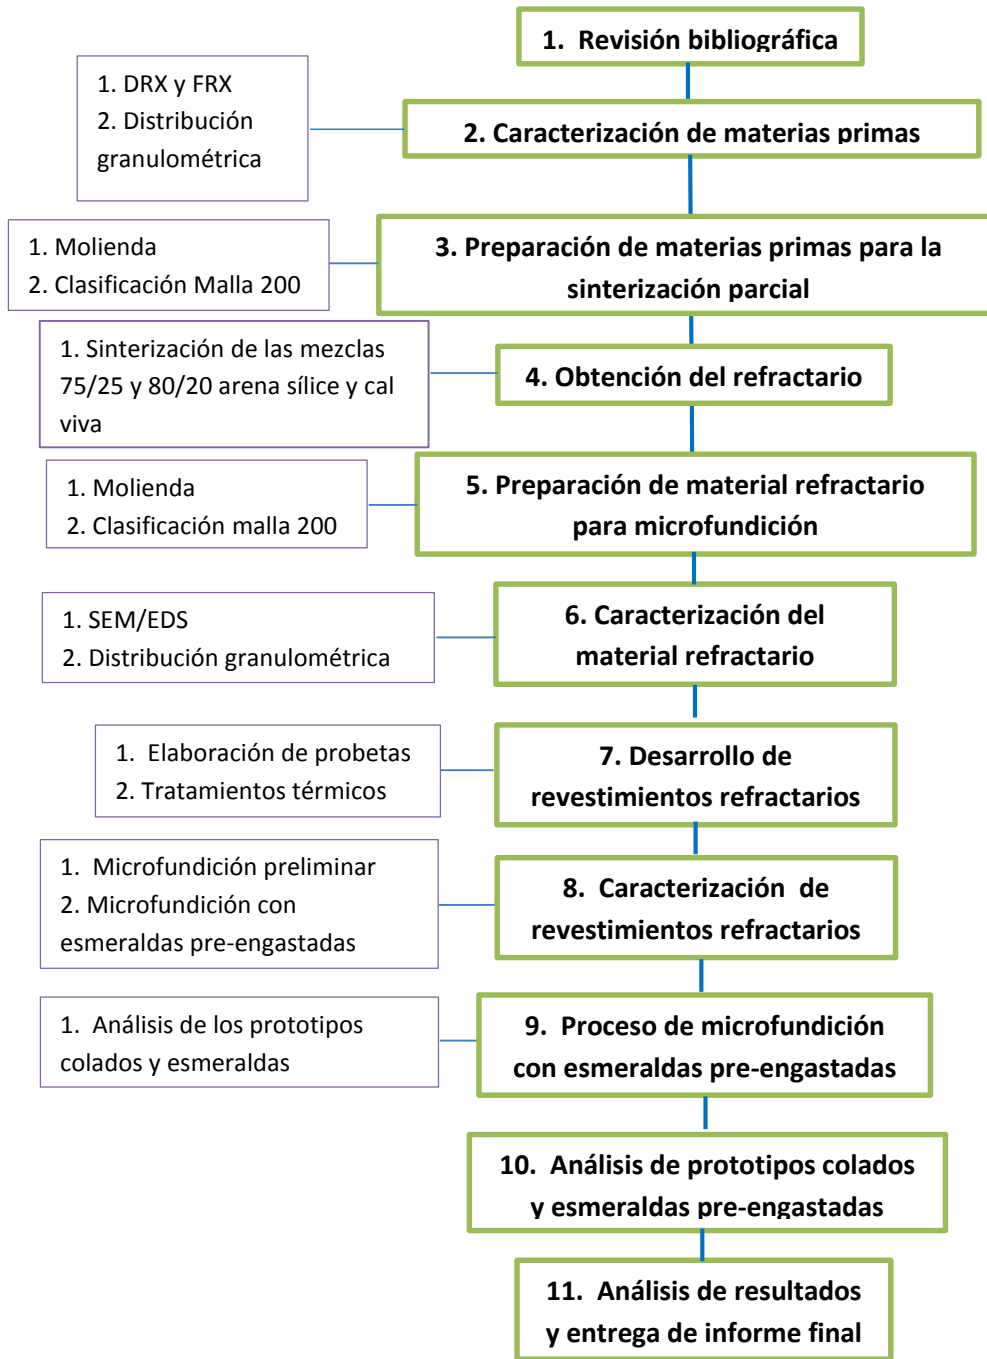 1. Revisión bibliográfica
1. DRX y FRX
2. Distribución
granulométrica
2. Caracterización de materias primas
1. Molienda
2. Clasificación Malla 200
3. Preparación de materias primas para la
sinterización parcial
1. Sinterización de las mezclas
75/25 y 80/20 arena sílice y cal
viva
4. Obtención del refractario
1. Molienda
2. Clasificación malla 200
5. Preparación de material refractario
para microfundición
1. SEM/EDS
2. Distribución granulométrica
6. Caracterización del
material refractario
1. Elaboración de probetas
2. Tratamientos térmicos
7. Desarrollo de
revestimientos refractarios
1. Microfundición preliminar
2. Microfundición con
esmeraldas pre-engastadas
8. Caracterización de
revestimientos refractarios
1. Análisis de los prototipos
colados y esmeraldas
9. Proceso de microfundición
con esmeraldas pre-engastadas
10. Análisis de prototipos colados
y esmeraldas pre-engastadas
11. Análisis de resultados
y entrega de informe final